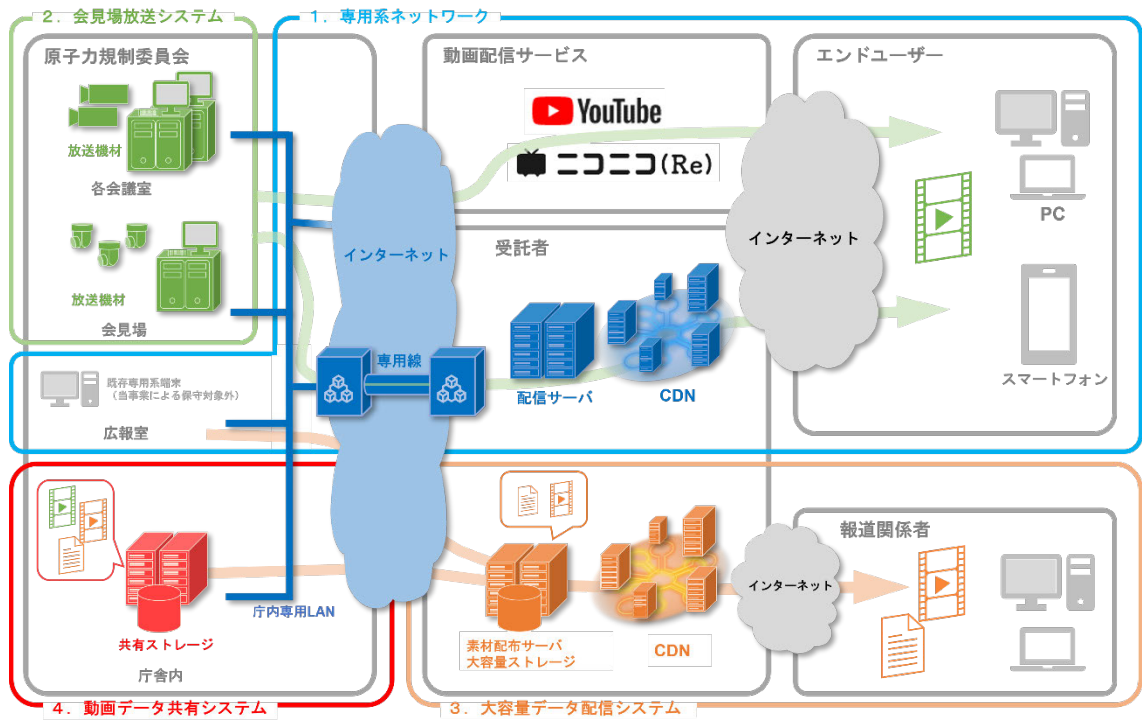 2. 会見場放送システム
1. 専用系ネットワーク
原子力規制委員会
動画配信サービス
エンドユーザー
放送機材
各会議室
放送機材
会見場
YouTube
ニコニコ(Re)
インターネット
受託者
インターネット
PC
スマートフォン
専用線
配信サーバ
CDN
既存専用系端末
(当事業による保守対象外)
広報室
共有ストレージ
庁内専用LAN
庁舎内
素材配布サーバ
大容量ストレージ
CDN
インターネット
報道関係者
4. 動画データ共有システム
3. 大容量データ配信システム